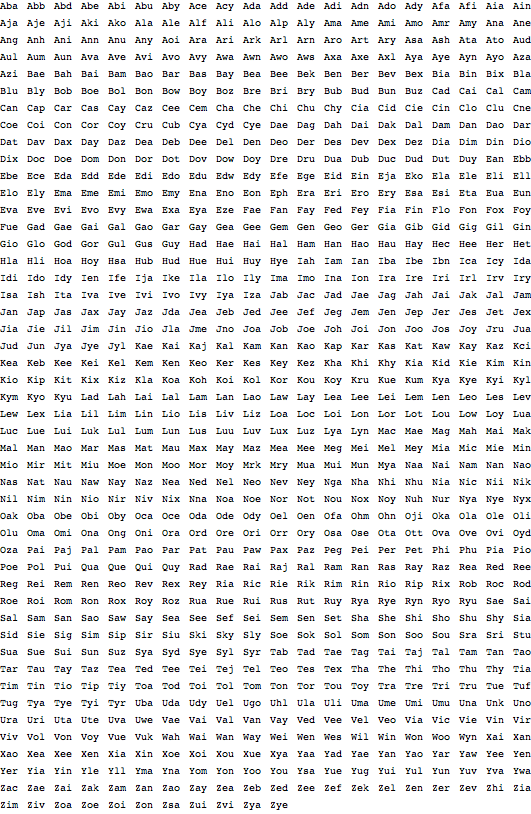 Aba Abb Abd Abe Abi Abu Aby Ace Acy Ada Add Ade Adi Adn Ado Ady Afa Afi Aia Ain
Aja Aje Aji Aki Ako Ala Ale Alf Ali Alo Alp Aly Ama Ame Ami Amo Amr Amy Ana Ane
Ang Anh Ani Ann Anu Any Aoi Ara Ari Ark Arl Arn Aro Art Ary Asa Ash Ata Ato Aud
Aul Aum Aun Ava Ave Avi Avo Avy Awa Awn Awo Aws Axa Axe Axl Aya Aye Ayn Ayo Aza
Azi Bae Bah Bai Bam Bao Bar Bas Bay Bea Bee Bek Ben Ber Bev Bex Bia Bin Bix Bla
Blu Bly Bob Boe Bol Bon Bow Boy Boz Bre Bri Bry Bub Bud Bun Buz Cad Cai Cal Cam
Can Cap Car Cas Cay Caz Cee Cem Cha Che Chi Chu Chy Cia Cid Cie Cin Clo Clu Cne
Coe Coi Con Cor Coy Cru Cub Cya Cyd Cye Dae Dag Dah Dai Dak Dal Dam Dan Dao Dar
Dat Dav Dax Day Daz Dea Deb Dee Del Den Deo Der Des Dev Dex Dez Dia Dim Din Dio
Dix Doc Doe Dom Don Dor Dot Dov Dow Doy Dre Dru Dua Dub Duc Dud Dut Duy Ean Ebb
Ebe Ece Eda Edd Ede Edi Edo Edu Edw Edy Efe Ege Eid Ein Eja Eko Ela Ele Eli Ell
Elo Ely Ema Eme Emi Emo Emy Ena Eno Eon Eph Era Eri Ero Ery Esa Esi Eta Eua Eun
Eva Eve Evi Evo Evy Ewa Exa Eya Eze Fae Fan Fay Fed Fey Fia Fin Flo Fon Fox Foy
Fue Gad Gae Gai Gal Gao Gar Gay Gea Gee Gem Gen Geo Ger Gia Gib Gid Gig Gil Gin
Gio Glo God Gor Gul Gus Guy Had Hae Hai Hal Ham Han Hao Hau Hay Hec Hee Her Het
Hla Hli Hoa Hoy Hsa Hub Hud Hue Hui Huy Hye Iah Iam Ian Iba Ibe Ibn Ica Icy Ida
Idi Ido Idy Ien Ife Ija Ike Ila Ilo Ily Ima Imo Ina Ion Ira Ire Iri Irl Irv Iry
Isa Ish Ita Iva Ive Ivi Ivo Ivy Iya Iza Jab Jac Jad Jae Jag Jah Jai Jak Jal Jam
Jan Jap Jas Jax Jay Jaz Jda Jea Jeb Jed Jee Jef Jeg Jem Jen Jep Jer Jes Jet Jex
Jia Jie Jil Jim Jin Jio Jla Jme Jno Joa Job Joe Joh Joi Jon Joo Jos Joy Jru Jua
Jud Jun Jya Jye Jyl Kae Kai Kaj Kal Kam Kan Kao Kap Kar Kas Kat Kaw Kay Kaz Kci
Kea Keb Kee Kei Kel Kem Ken Keo Ker Kes Key Kez Kha Khi Khy Kia Kid Kie Kim Kin
Kio Kip Kit Kix Kiz Kla Koa Koh Koi Kol Kor Kou Koy Kru Kue Kum Kya Kye Kyi Kyl
Kym Kyo Kyu Lad Lah Lai Lal Lam Lan Lao Law Lay Lea Lee Lei Lem Len Leo Les Lev
Lew Lex Lia Lil Lim Lin Lio Lis Liv Liz Loa Loc Loi Lon Lor Lot Lou Low Loy Lua
Luc Lue Lui Luk Lul Lum Lun Lus Luu Luv Lux Luz Lya Lyn Mac Mae Mag Mah Mai Mak
Mal Man Mao Mar Mas Mat Mau Max May Maz Mea Mee Meg Mei Mel Mey Mia Mic Mie Min
Mio Mir Mit Miu Moe Mon Moo Mor Moy Mrk Mry Mua Mui Mun Mya Naa Nai Nam Nan Nao
Nas Nat Nau Naw Nay Naz Nea Ned Nel Neo Nev Ney Nga Nha Nhi Nhu Nia Nic Nii Nik
Nil Nim Nin Nio Nir Niv Nix Nna Noa Noe Nor Not Nou Nox Noy Nuh Nur Nya Nye Nyx
Oak Oba Obe Obi Oby Oca Oce Oda Ode Ody Oel Oen Ofa Ohm Ohn Oji Oka Ola Ole Oli
Olu Oma Omi Ona Ong Oni Ora Ord Ore Ori Orr Ory Osa Ose Ota Ott Ova Ove Ovi Oyd
Oza Pai Paj Pal Pam Pao Par Pat Pau Paw Pax Paz Peg Pei Per Pet Phi Phu Pia Pio
Poe Pol Pui Qua Que Qui Quy Rad Rae Rai Raj Ral Ram Ran Ras Ray Raz Rea Red Ree
Reg Rei Rem Ren Reo Rev Rex Rey Ria Ric Rie Rik Rim Rin Rio Rip Rix Rob Roc Rod
Roe Roi Rom Ron Rox Roy Roz Rua Rue Rui Rus Rut Ruy Rya Rye Ryn Ryo Ryu Sae Sai
Sal Sam San Sao Saw Say Sea See Sef Sei Sem Sen Set Sha She Shi Sho Shu Shy Sia
Sid Sie Sig Sim Sip Sir Siu Ski Sky Sly Soe Sok Sol Som Son Soo Sou Sra Sri Stu
Sua Sue Sui Sun Suz Sya Syd Sye Syl Syr Tab Tad Tae Tag Tai Taj Tal Tam Tan Tao
Tar Tau Tay Taz Tea Ted Tee Tei Tej Tel Teo Tes Tex Tha The Thi Tho Thu Thy Tia
Tim Tin Tio Tip Tiy Toa Tod Toi Tol Tom Ton Tor Tou Toy Tra Tre Tri Tru Tue Tuf
Tug Tya Tye Tyi Tyr Uba Uda Udy Uel Ugo Uhl Ula Uli Uma Ume Umi Umu Una Unk Uno
Ura Uri Uta Ute Uva Uwe Vae Vai Val Van Vay Ved Vee Vel Veo Via Vic Vie Vin Vir
Viv Vol Von Voy Vue Vuk Wah Wai Wan Way Wei Wen Wes Wil Win Won Woo Wyn Xai Xan
Xao Xea Xee Xen Xia Xin Xoe Xoi Xou Xue Xya Yaa Yad Yae Yan Yao Yar Yaw Yee Yen
Yer Yia Yin Yle Yll Yma Yna Yom Yon Yoo You Ysa Yue Yug Yui Yul Yun Yuv Yva Ywa
Zac Zae Zai Zak Zam Zan Zao Zay Zea Zeb Zed Zee Zef Zek Zel Zen Zer Zev Zhi Zia
Zim Ziv Zoa Zoe Zoi Zon Zsa Zui Zvi Zya Zye